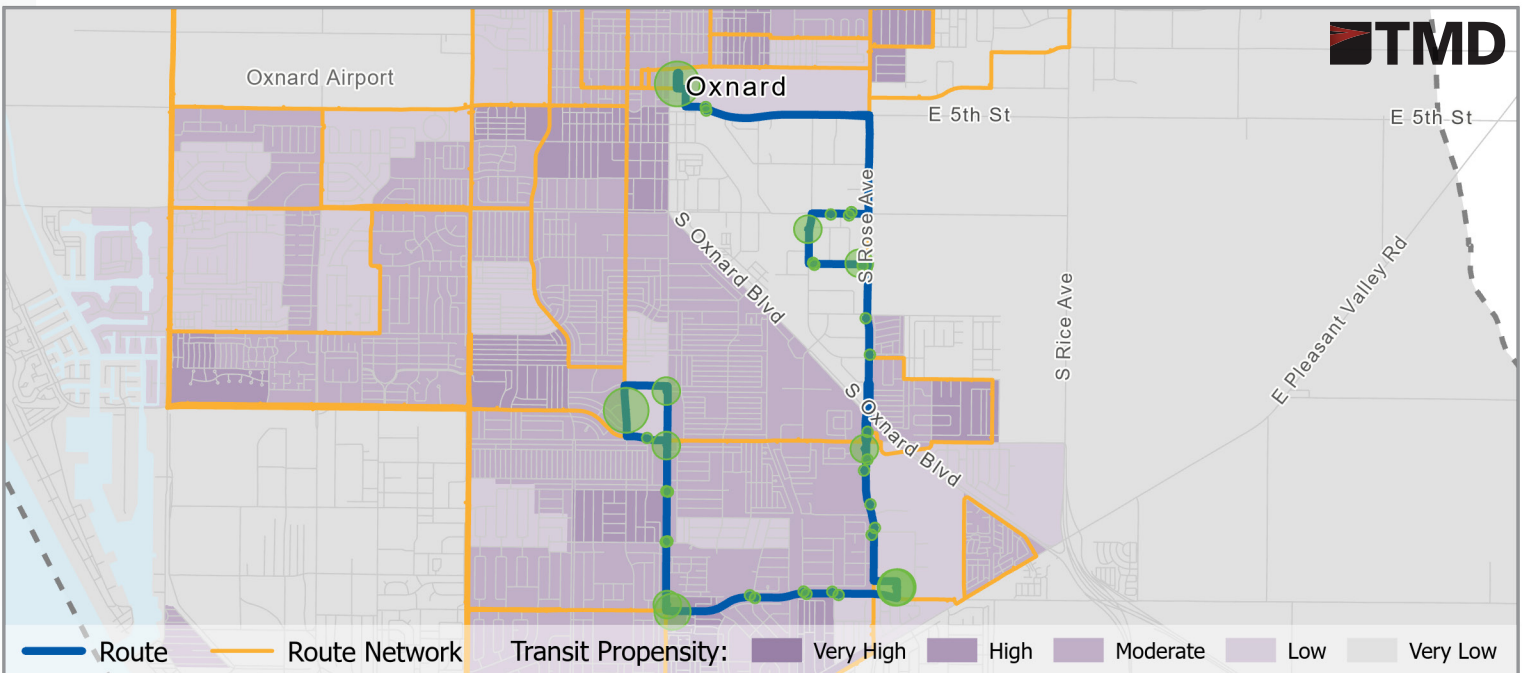 TMD
Oxnard Airport
Oxnard
E 5th St
E 5th St
S Rose Ave
S Oxnard Blvd
S Rice Ave
E Pleasant Valley Rd
S Oxnard Blvd
Route
Route Network
Transit Propensity:
Very High
High
Moderate
Low
Very Low